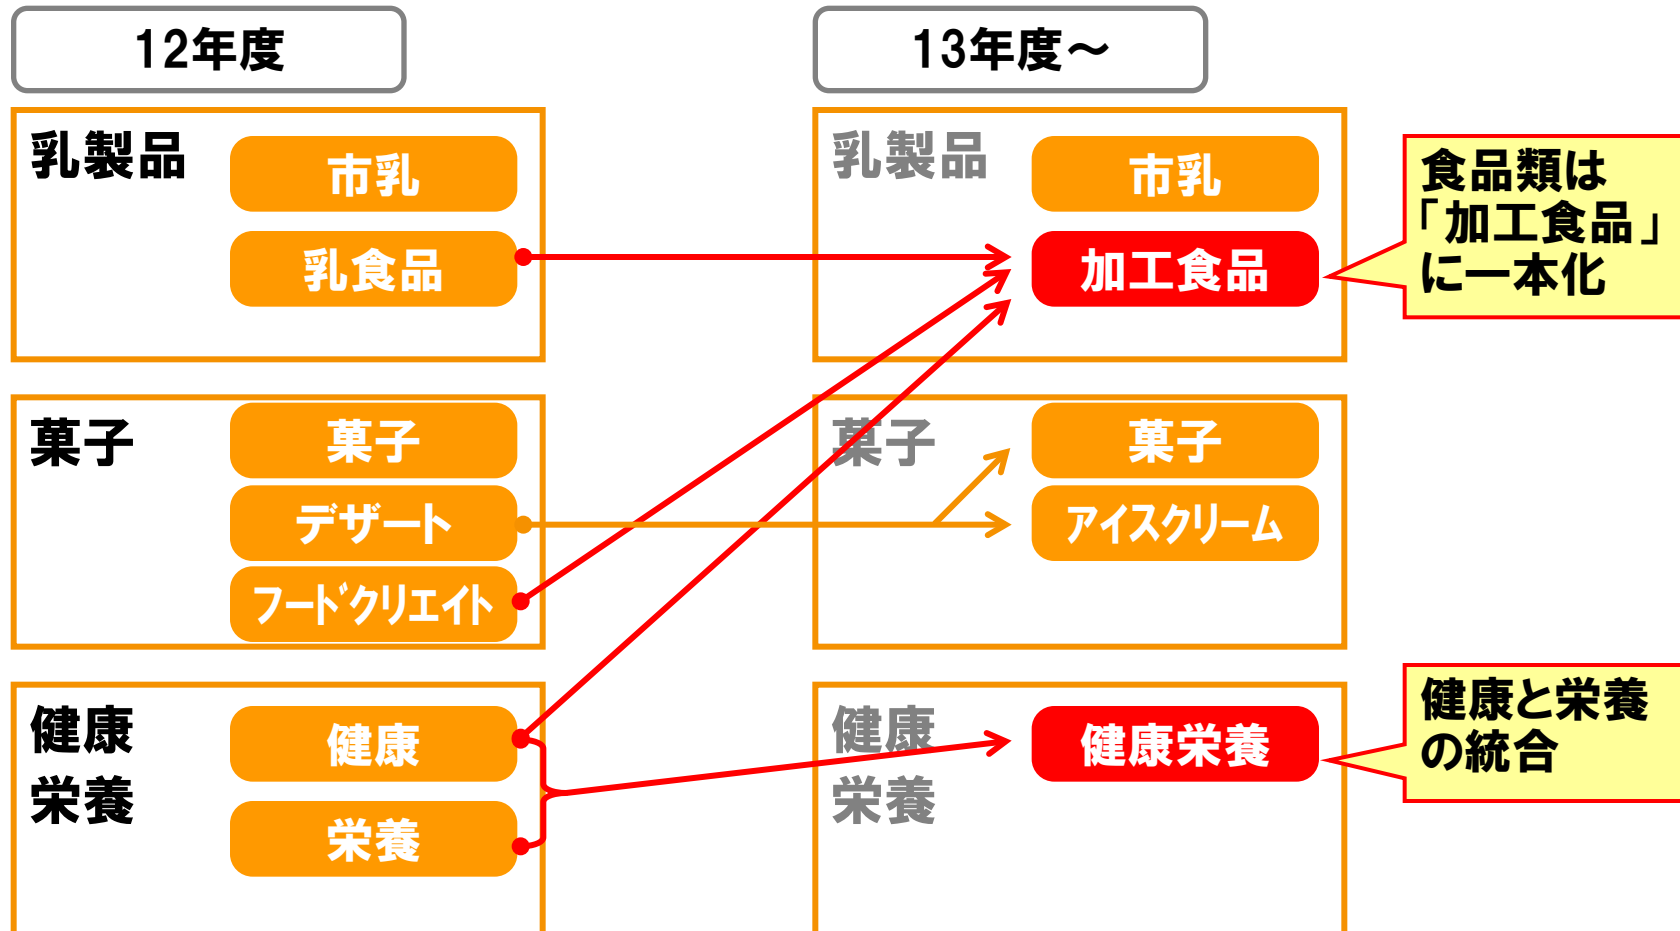 12年度
13年度～
乳製品
市乳
乳食品
乳製品
市乳
加工食品
食品類は
「加工食品」
に一本化
菓子
菓子
デザート
フードクリエイト
菓子
菓子
アイスクリーム
健康
栄養
健康
栄養
健康
栄養
健康栄養
健康と栄養
の統合